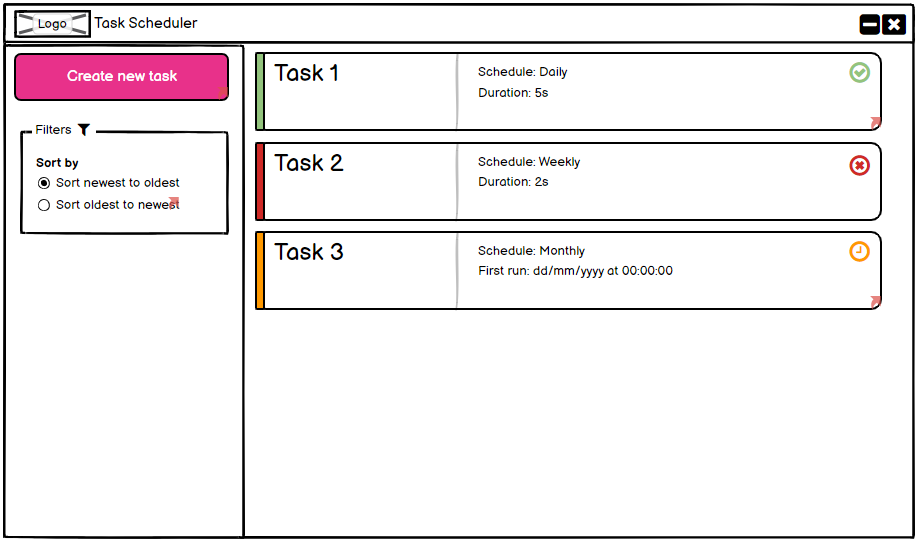 Logo
Task Scheduler
Create new task
Filters
Sort by
Sort newest to oldest
Sort oldest to newest
Task 1
Schedule: Daily
Duration: 5s
Task 2
Schedule: Weekly
Duration: 2s
Task 3
Schedule: Monthly
First run: dd/mm/yyyy at 00:00:00